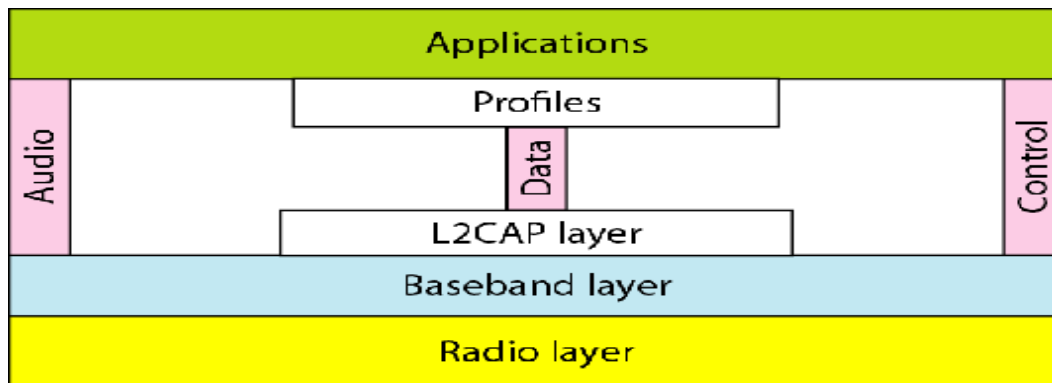 Applications
Profiles
Audio
Data
Control
L2CAP layer
Baseband layer
Radio layer